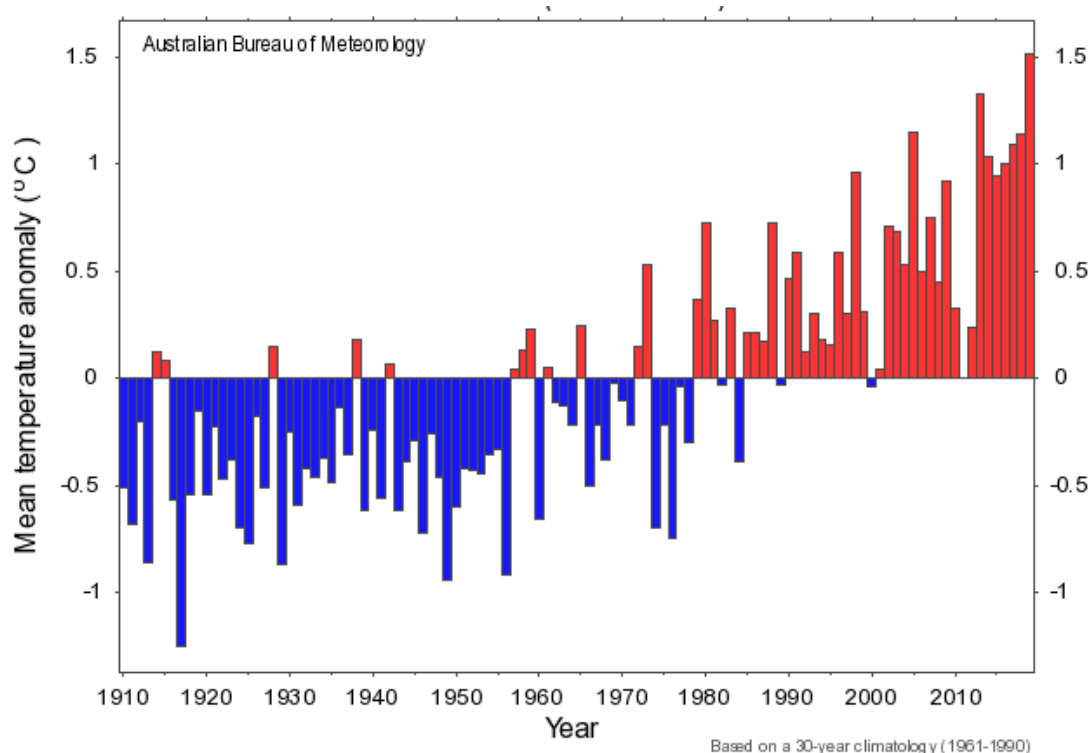 Australian Bureau of Meteorology
1.5 1.5
1 1
0.5 0.5
0 0
-0.5 -0.5
-1 -1
Mean temperature anomaly (°C )
1910 1920 1930 1940 1950 1960 1970 1980 1990 2000 2010
Year
Based on a 30-year climatology (1961-1990)